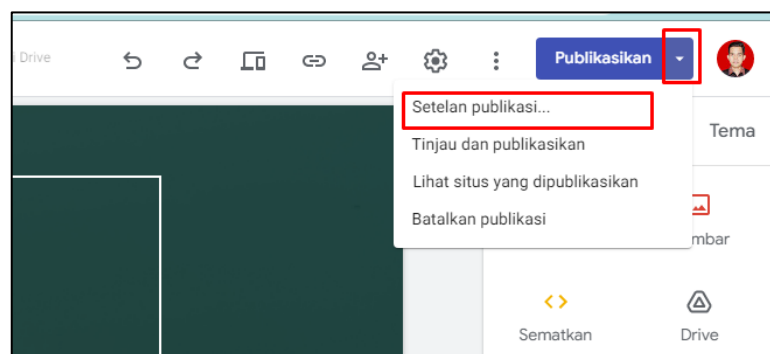 i Drive
Publikasikan
Setelan publikasi...
Tinjau dan publikasikan
Lihat situs yang dipublikasikan
Batalkan publikasi
Tema
mbar
Sematkan
Drive